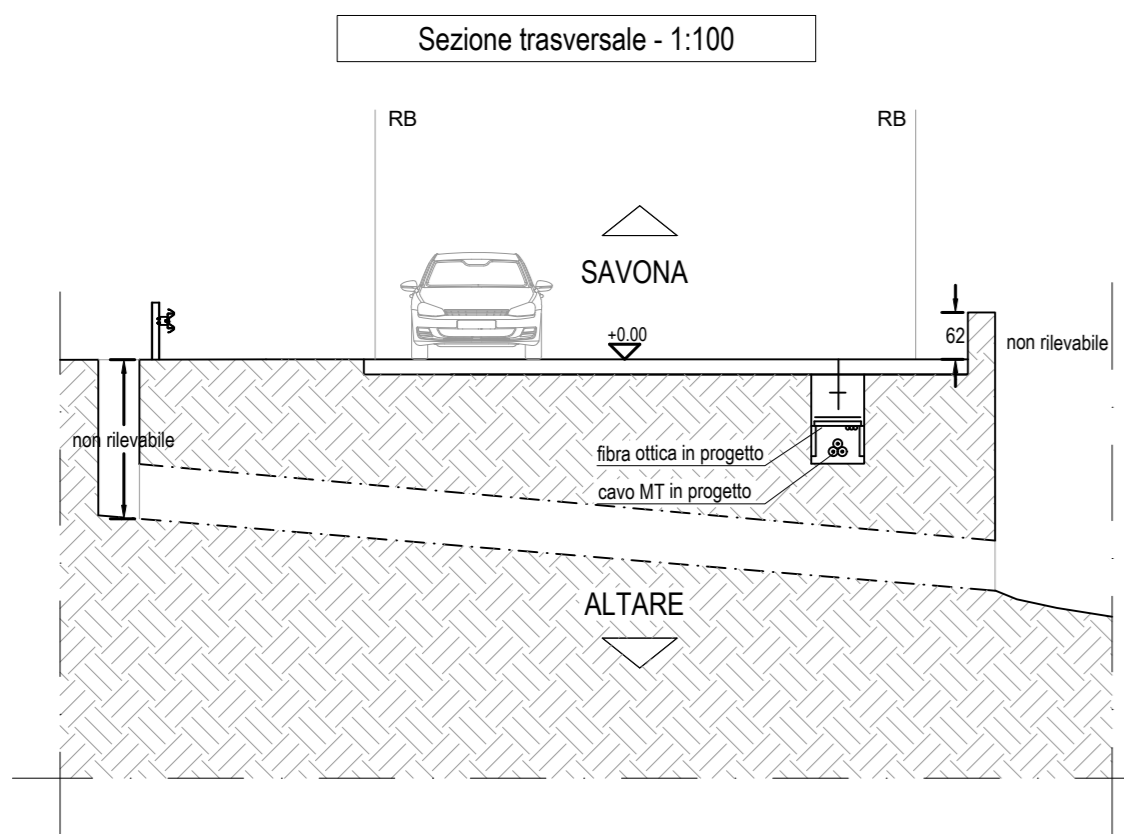 Sezione trasversale - 1:100
RB
RB
SAVONA
+0.00
62
non rilevabile
non rilevabile
fibra ottica in progetto
cavo MT in progetto
ALTARE